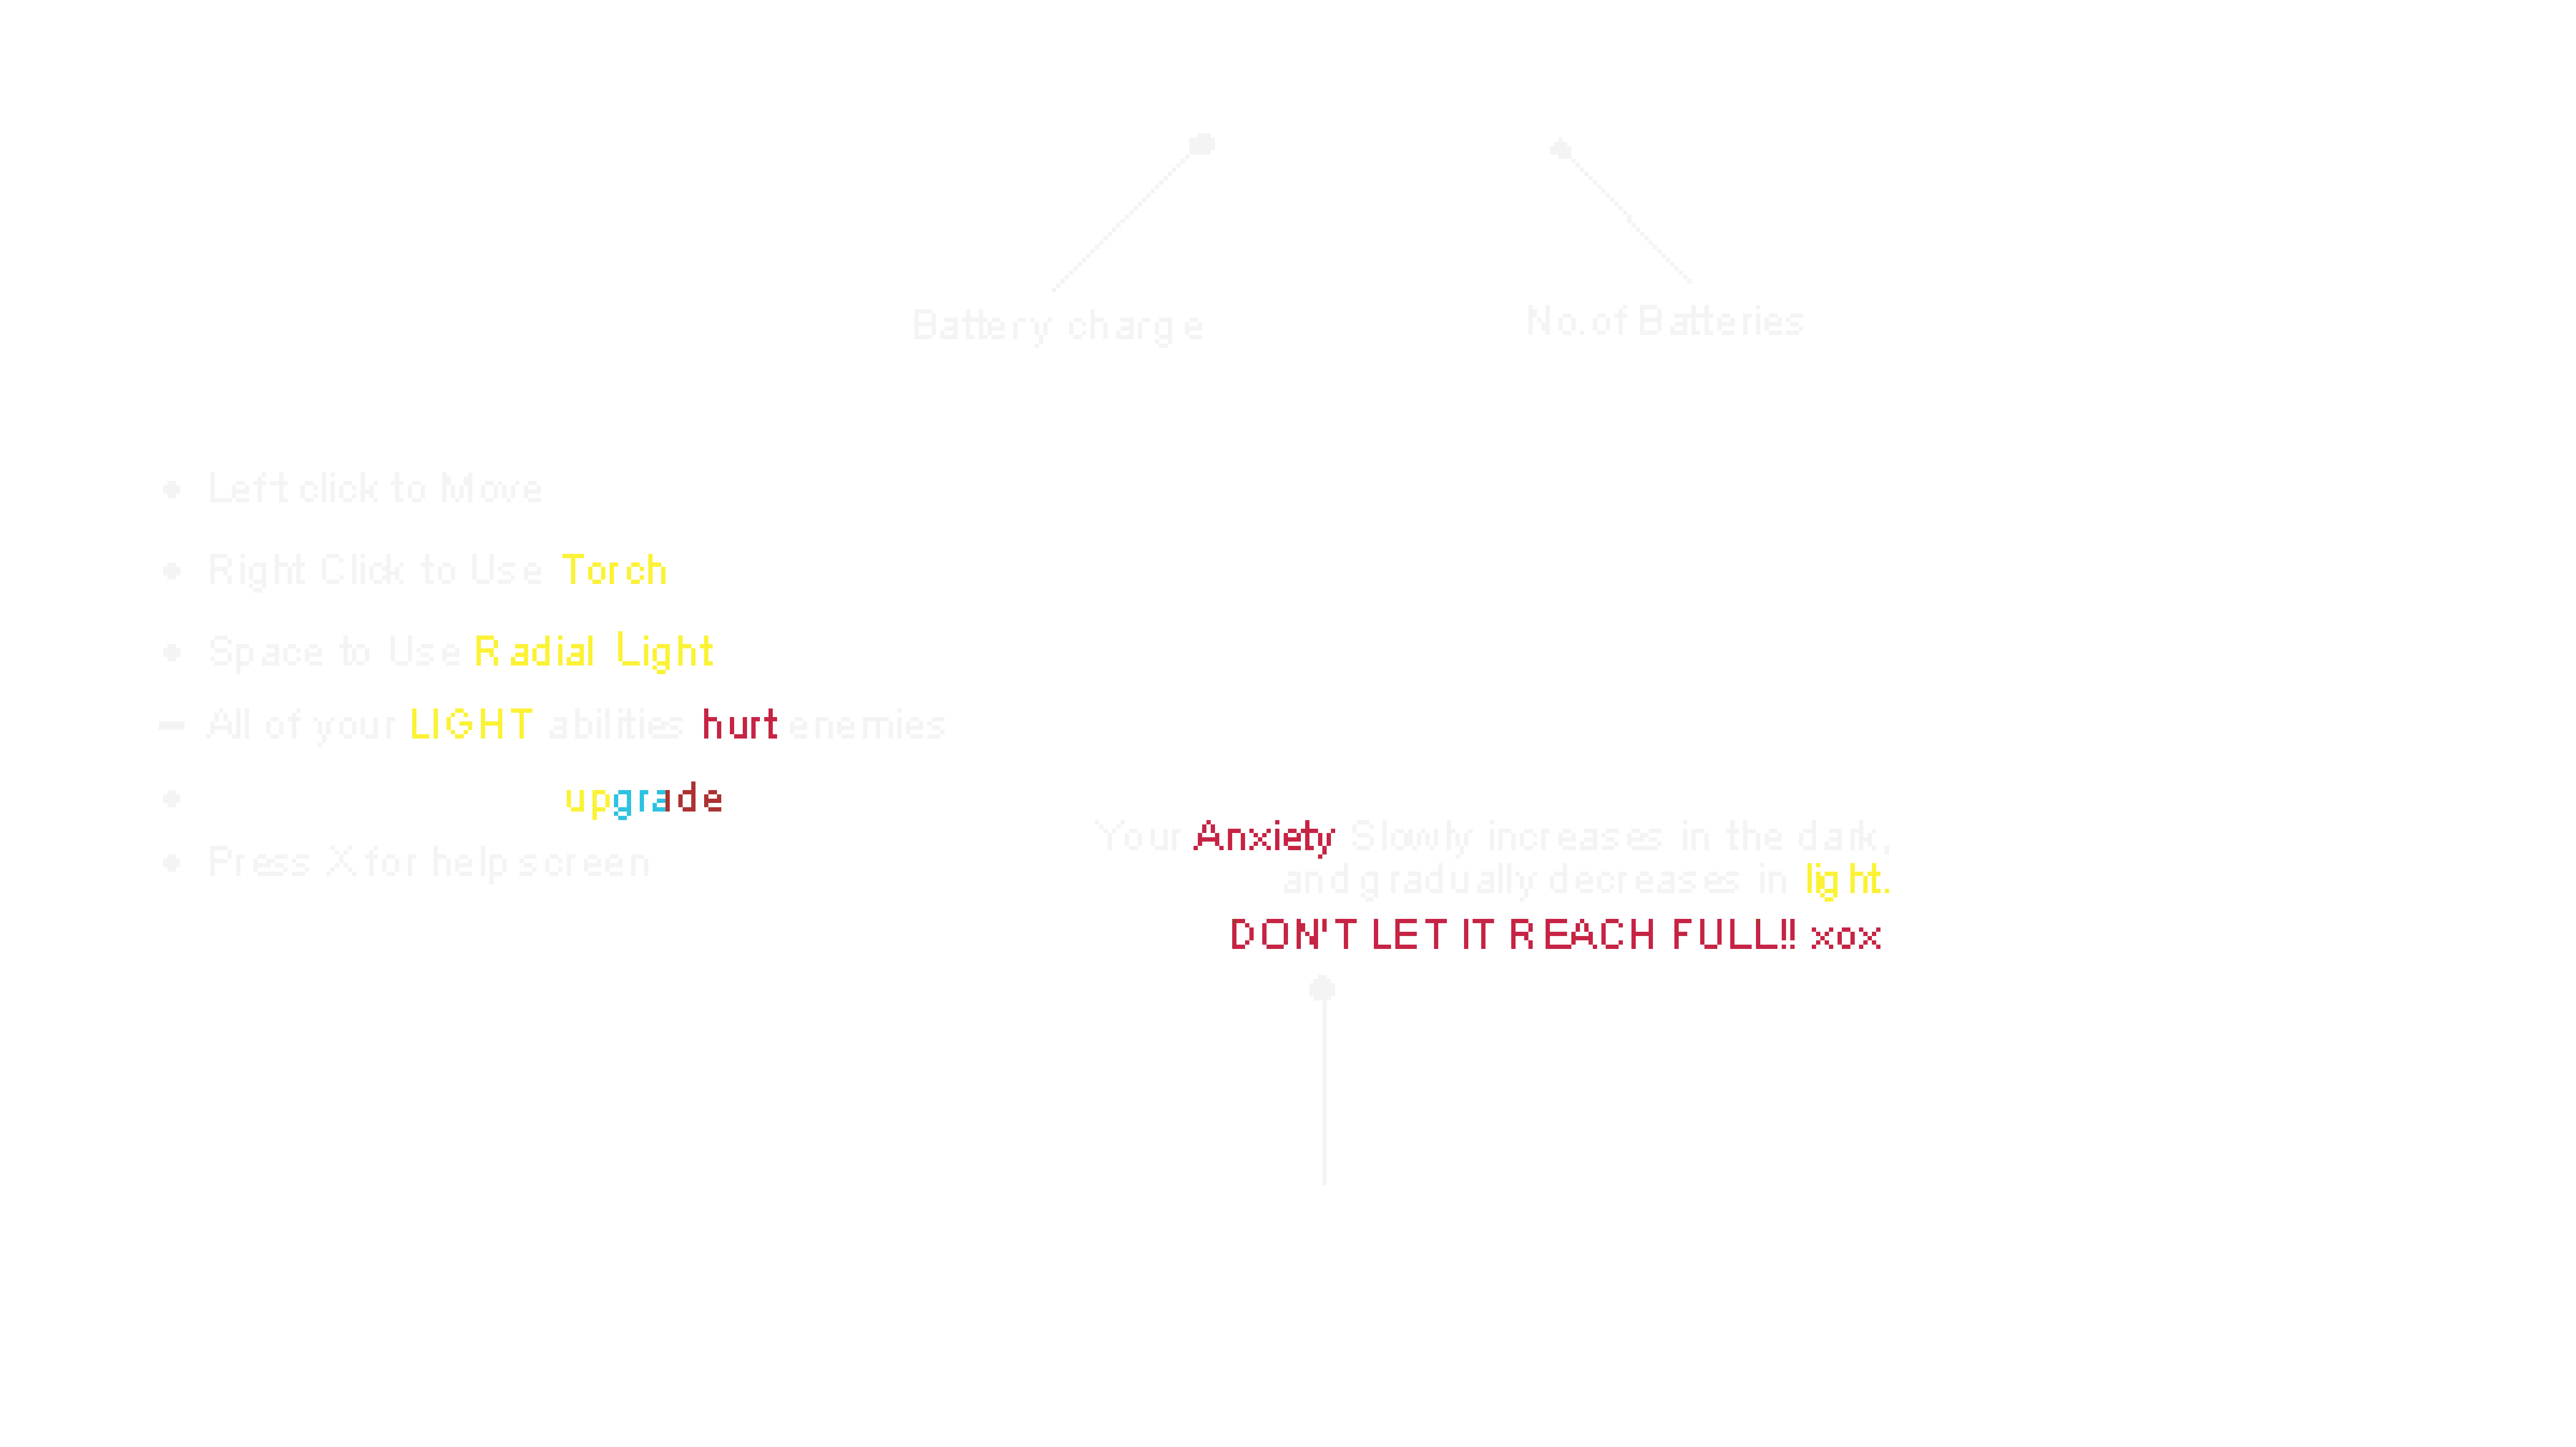 Battery charge
No. of Batteries
• Left click to Move
• Right Click to Use Torch
• Space to Use Radial Light
- All of your LIGHT abilities hurt enemies
• upgrade
• Press X for help screen
Your Anxiety Slowly increases in the dark,
and gradually decreases in light.
DON'T LET IT REACH FULL!! xox